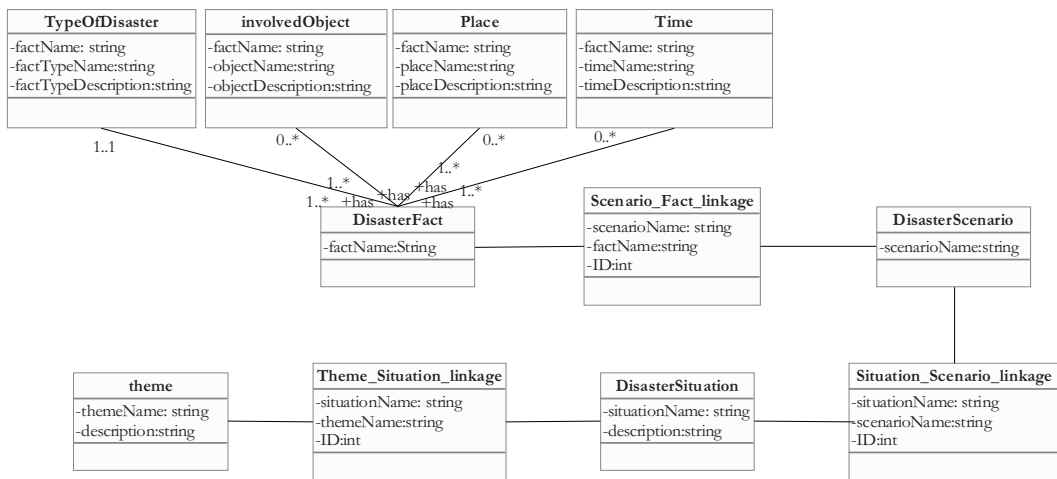 TypeOfDisaster
-factName: string
-factTypeName:string
-factTypeDescription:string
involvedObject
-factName: string
-objectName:string
-objectDescription:string
Place
-factName: string
-placeName:string
-placeDescription:string
Time
-factName: string
-timeName:string
-timeDescription:string
1..1
0..*
0..*
0..*
1..*
+has
1..*
+has
1..*
+has
1..*
+has
DisasterFact
-factName:String
Scenario_Fact_linkage
-scenarioName: string
-factName:string
-ID:int
DisasterScenario
-scenarioName:string
theme
-themeName: string
-description:string
Theme_Situation_linkage
-situationName: string
-themeName:string
-ID:int
DisasterSituation
-situationName: string
-description:string
Situation_Scenario_linkage
-situationName: string
-scenarioName:string
-ID:int